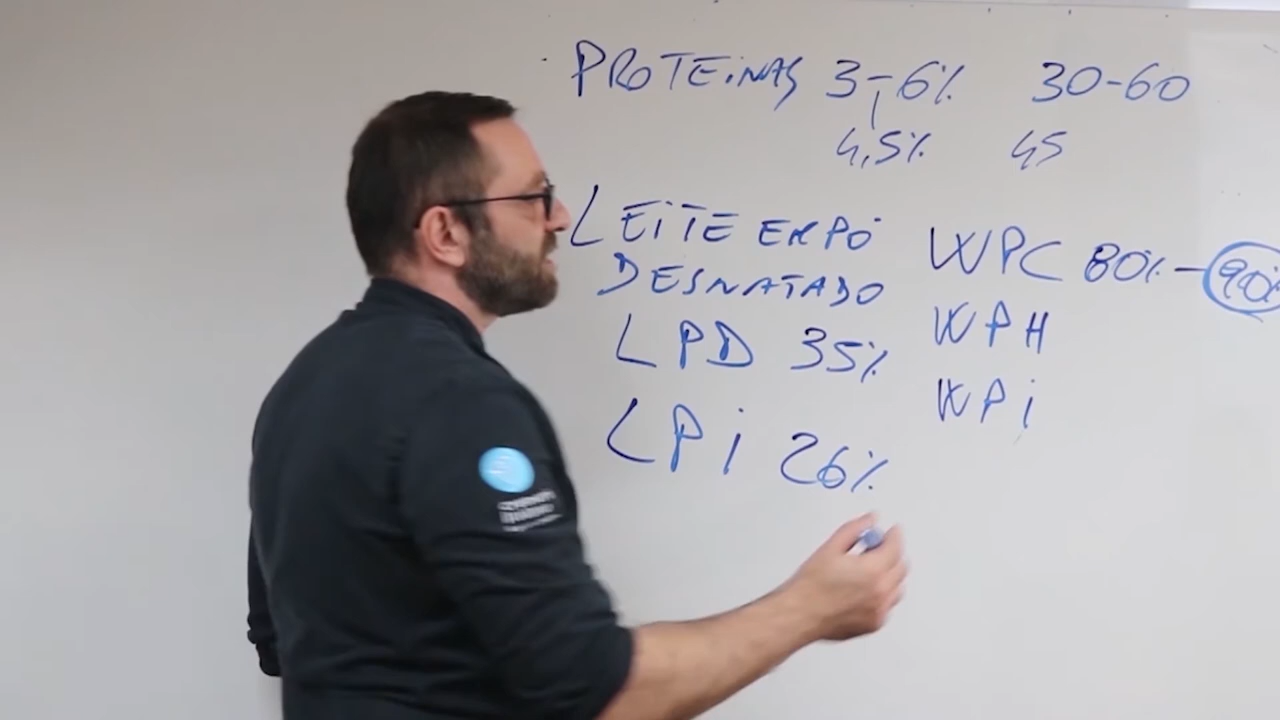 PROTEiNAS 3-6% 30-60
4,5% 45
LEiTE EM PÓ
DESNATADO
LPD 35%
LPi 26%
WPC 80% - 90%
WPH
WPi